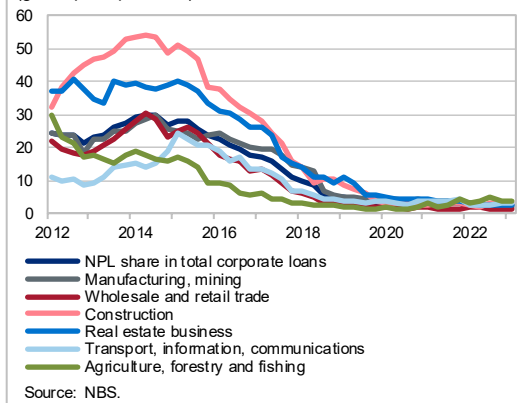 60
50
40
30
20
10
0
2012 2014 2016 2018 2020 2022
NPL share in total corporate loans
Manufacturing, mining
Wholesale and retail trade
Construction
Real estate business
Transport, information, communications
Agriculture, forestry and fishing
Source: NBS.